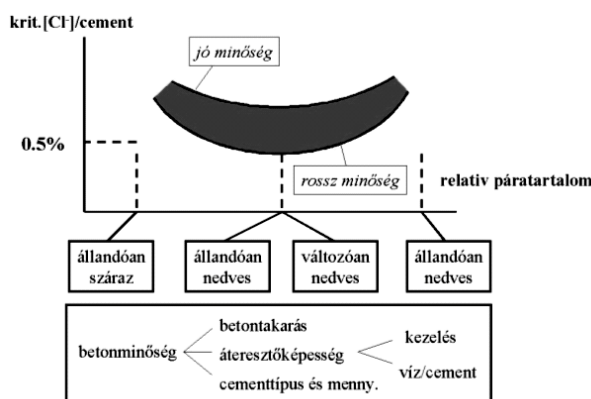 krit.[Cl⁻]/cement
jó minőség
0.5%
rossz minőség
relativ páratartalom
állandóan
száraz
állandóan
nedves
változóan
nedves
állandóan
nedves
betonminőség
betontakarás
áteresztőképesség
cementtípus és menny.
kezelés
víz/cement